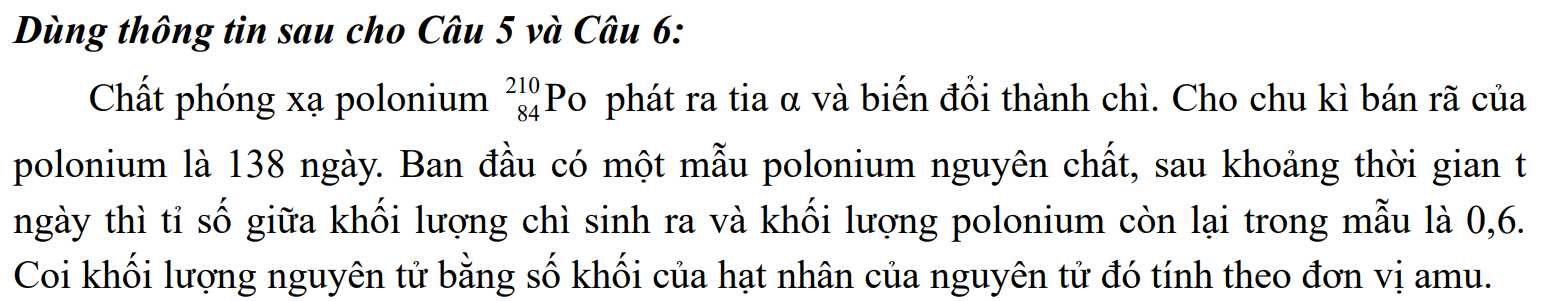 Dùng thông tin sau cho Câu 5 và Câu 6:
Chất phóng xạ polonium ²¹⁰₈₄Po phát ra tia α và biến đổi thành chì. Cho chu kì bán rã của
polonium là 138 ngày. Ban đầu có một mẫu polonium nguyên chất, sau khoảng thời gian t
ngày thì tỉ số giữa khối lượng chì sinh ra và khối lượng polonium còn lại trong mẫu là 0,6.
Coi khối lượng nguyên tử bằng số khối của hạt nhân của nguyên tử đó tính theo đơn vị amu.